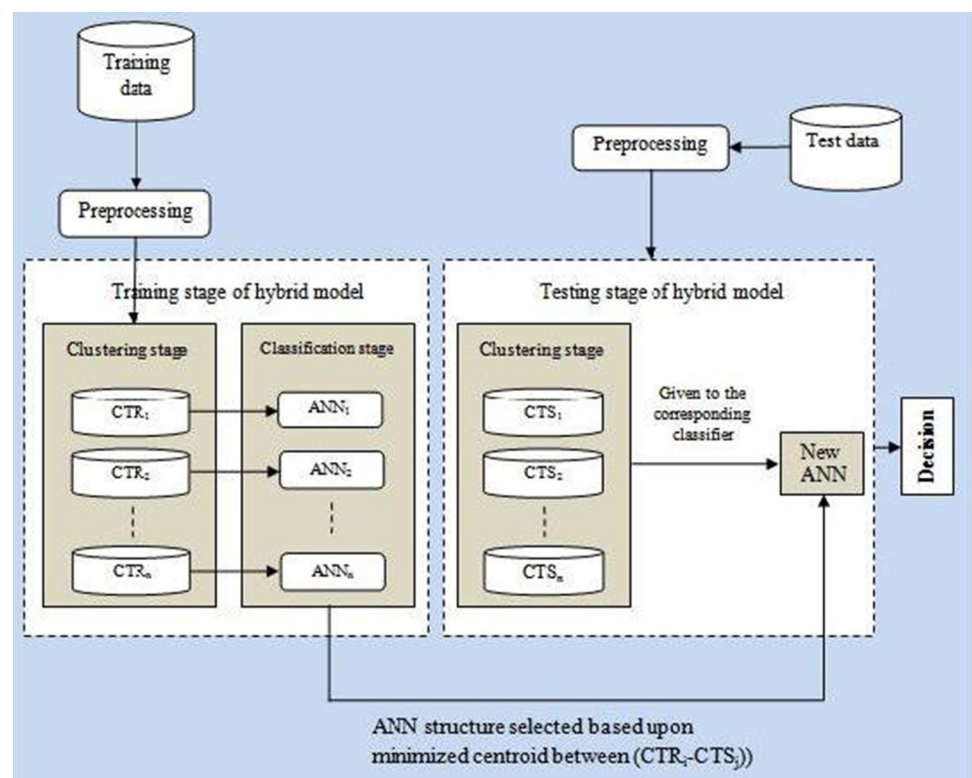 Training
data
Preprocessing
Test data
Preprocessing
Training stage of hybrid model
Clustering stage
CTR₁
CTR₂
CTRₙ
Classification stage
ANN₁
ANN₂
ANNₙ
Testing stage of hybrid model
Clustering stage
CTS₁
CTS₂
CTSₙ
Given to the
corresponding
classifier
New
ANN
Decision
ANN structure selected based upon
minimized centroid between (CTRᵢ-CTSⱼ))